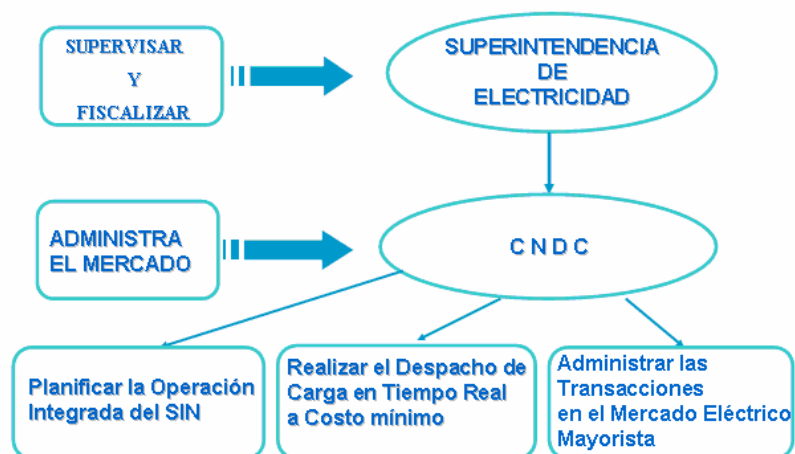 SUPERVISAR
Y
FISCALIZAR
SUPERINTENDENCIA
DE
ELECTRICIDAD
ADMINISTRA
EL MERCADO
C N D C
Planificar la Operación
Integrada del SIN
Realizar el Despacho de
Carga en Tiempo Real
a Costo mínimo
Administrar las
Transacciones
en el Mercado Eléctrico
Mayorista